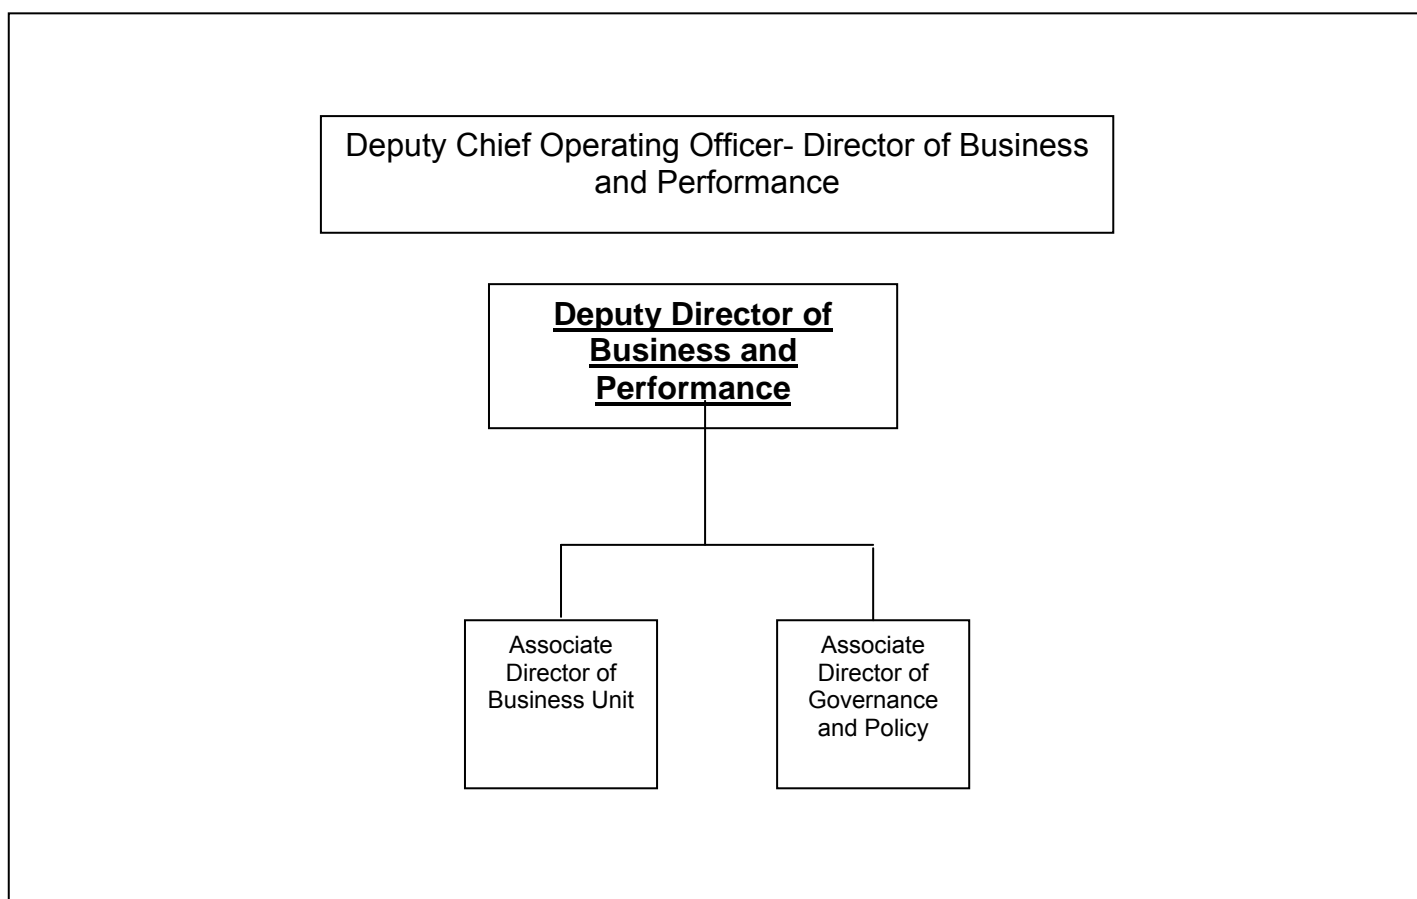 Deputy Chief Operating Officer- Director of Business
and Performance
Deputy Director of
Business and
Performance
Associate
Director of
Business Unit
Associate
Director of
Governance
and Policy